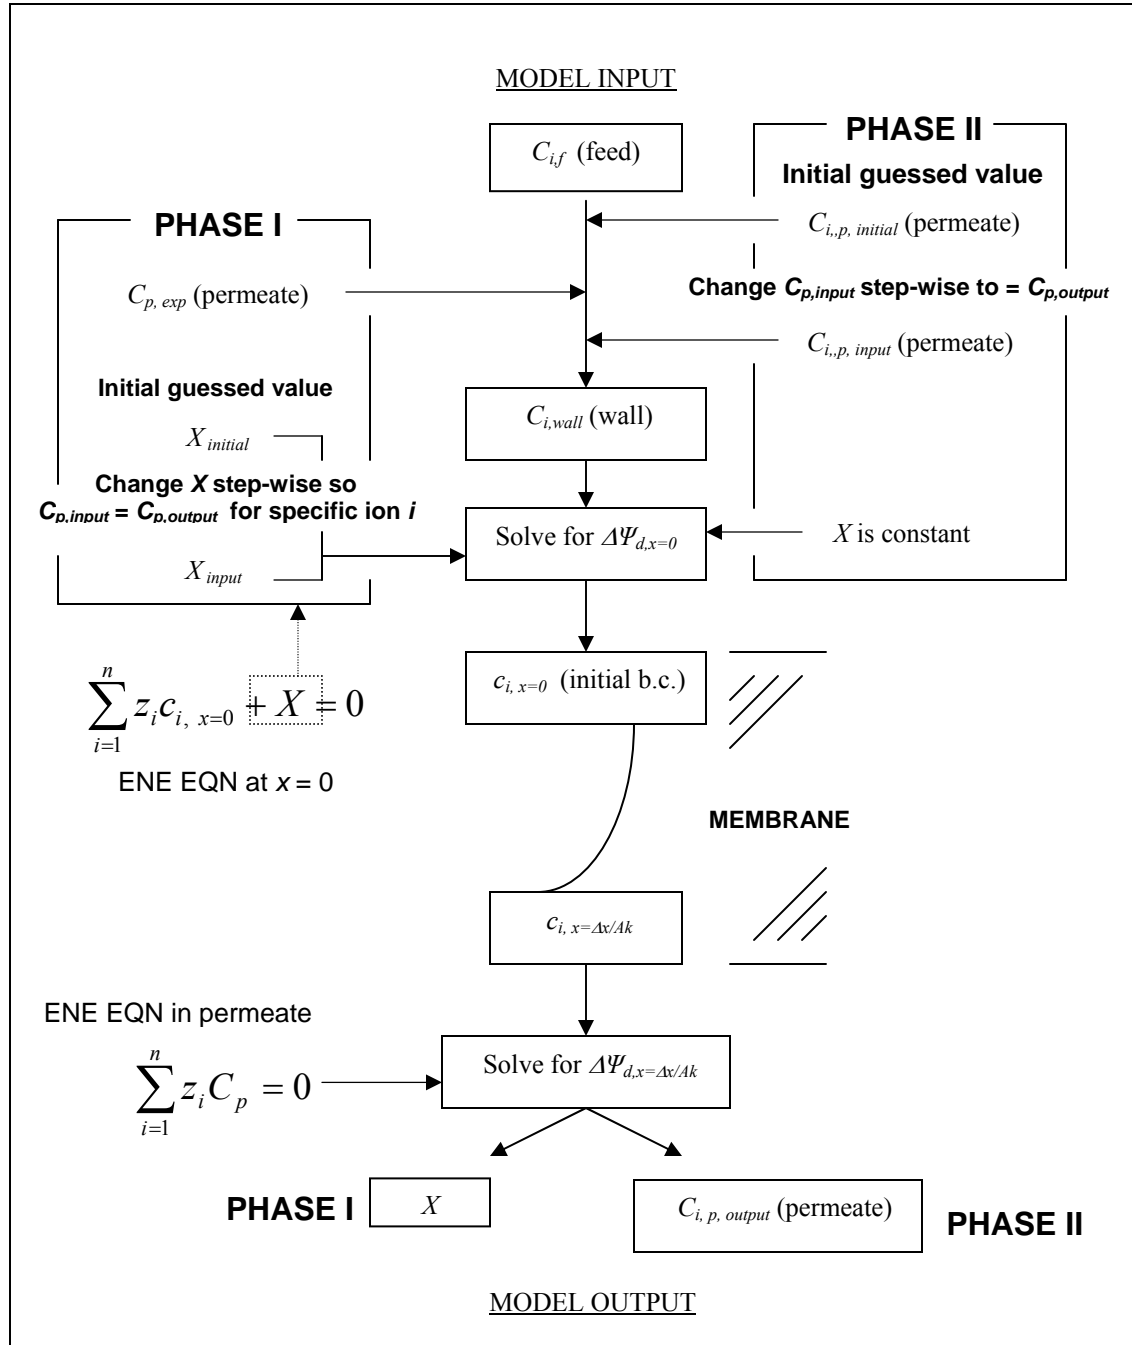 MODEL INPUT
C_{i,f} (feed)
PHASE II
Initial guessed value
C_{i,,p, initial} (permeate)
Change C_{p,input} step-wise to = C_{p,output}
C_{i,,p, input} (permeate)
X is constant
PHASE I
C_{p, exp} (permeate)
Initial guessed value
X_{initial}
Change X step-wise so
C_{p,input} = C_{p,output} for specific ion i
X_{input}
C_{i,wall} (wall)
Solve for ΔΨ_{d,x=0}
c_{i, x=0} (initial b.c.)
\sum_{i=1}^{n} z_i c_{i, x=0} + X = 0
ENE EQN at x = 0
MEMBRANE
c_{i, x=Δx/Ak}
ENE EQN in permeate
\sum_{i=1}^{n} z_i C_p = 0
Solve for ΔΨ_{d,x=Δx/Ak}
PHASE I
X
C_{i, p, output} (permeate)
PHASE II
MODEL OUTPUT